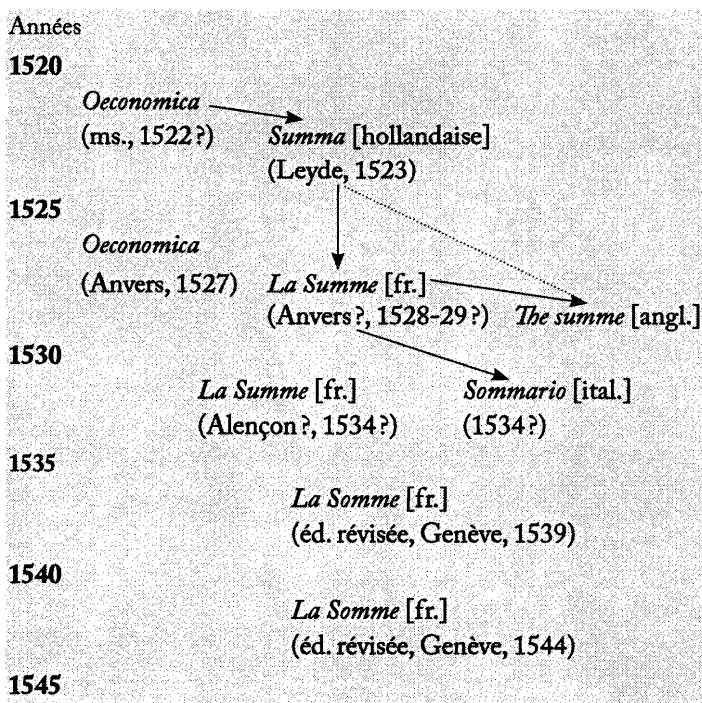 Années
1520
Oeconomica
(ms., 1522?)
Summa [hollandaise]
(Leyde, 1523)
1525
Oeconomica
(Anvers, 1527)
La Summe [fr.]
(Anvers?, 1528-29?)
The summe [angl.]
1530
La Summe [fr.]
(Alençon?, 1534?)
Sommario [ital.]
(1534?)
1535
La Somme [fr.]
(éd. révisée, Genève, 1539)
1540
La Somme [fr.]
(éd. révisée, Genève, 1544)
1545